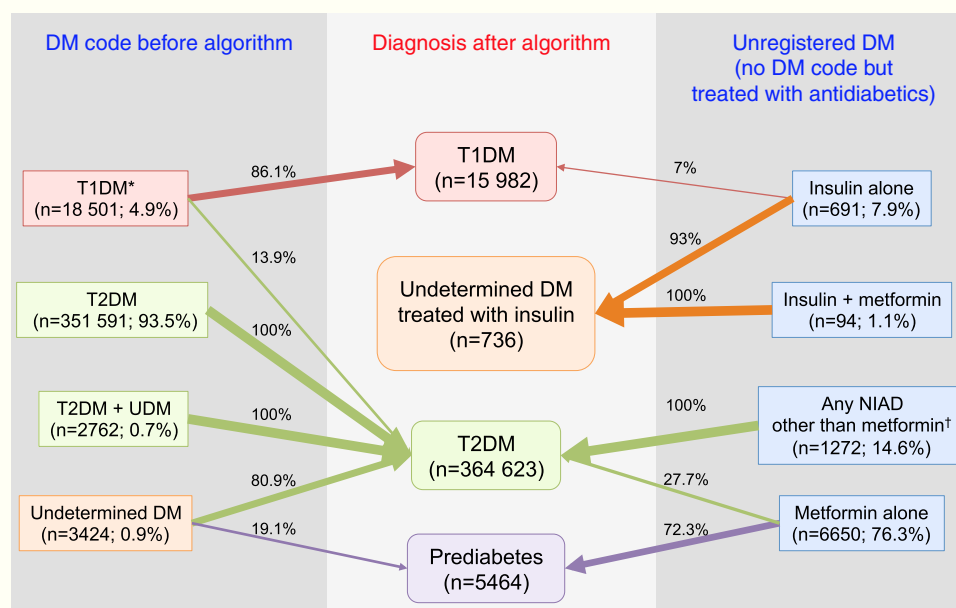 DM code before algorithm
Diagnosis after algorithm
Unregistered DM
(no DM code but
treated with antidiabetics)
T1DM*
(n=18 501; 4.9%)
T2DM
(n=351 591; 93.5%)
T2DM + UDM
(n=2762; 0.7%)
Undetermined DM
(n=3424; 0.9%)
86.1%
13.9%
100%
100%
80.9%
19.1%
T1DM
(n=15 982)
Undetermined DM
treated with insulin
(n=736)
T2DM
(n=364 623)
Prediabetes
(n=5464)
7%
93%
100%
100%
27.7%
72.3%
Insulin alone
(n=691; 7.9%)
Insulin + metformin
(n=94; 1.1%)
Any NIAD
other than metformin†
(n=1272; 14.6%)
Metformin alone
(n=6650; 76.3%)